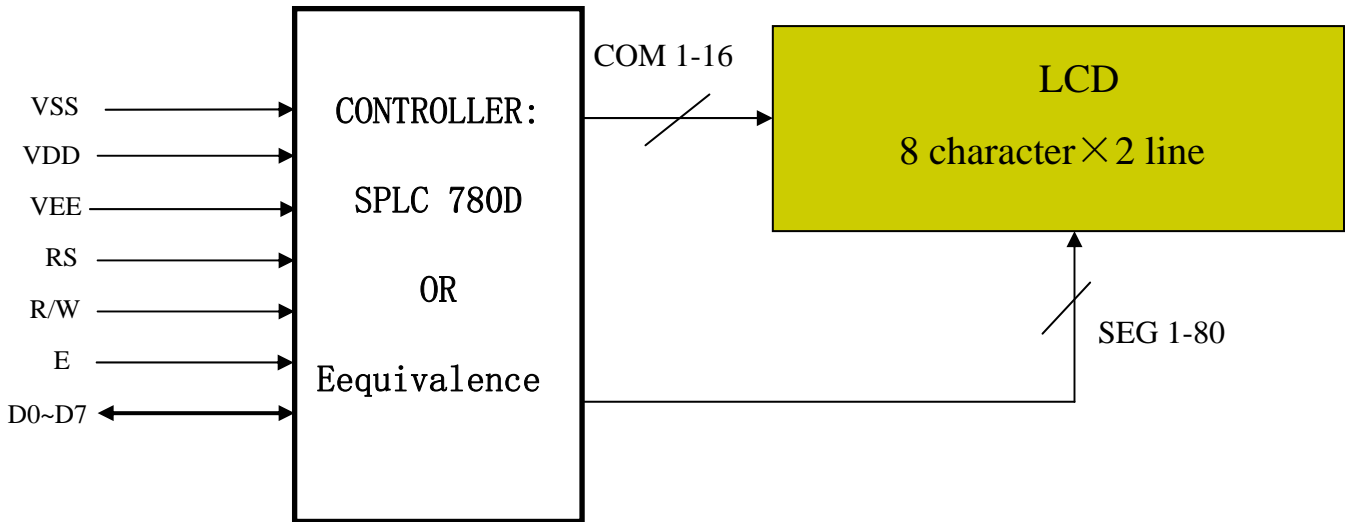 VSS
VDD
VEE
RS
R/W
E
D0~D7
CONTROLLER:
SPLC 780D
OR
Eequivalence
COM 1-16
LCD
8 character×2 line
SEG 1-80